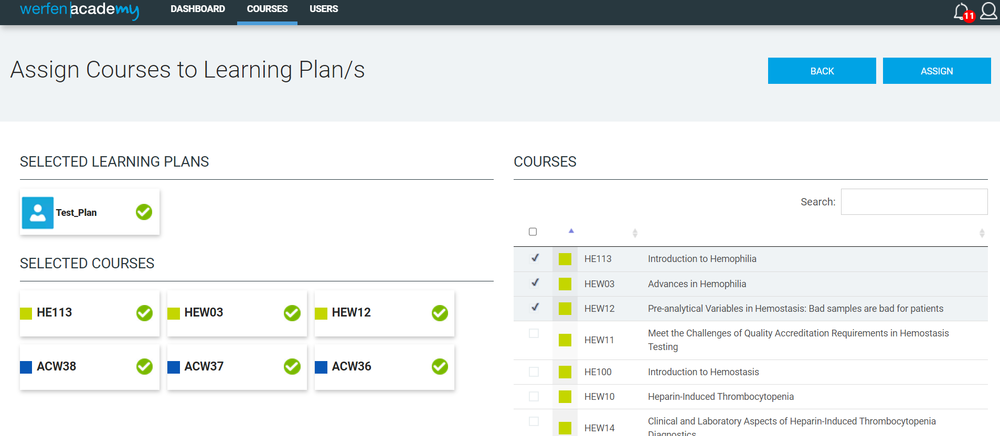 werfen academy
DASHBOARD
COURSES
USERS
11
Assign Courses to Learning Plan/s
BACK
ASSIGN
SELECTED LEARNING PLANS
Test_Plan
SELECTED COURSES
HE113
HEW03
HEW12
ACW38
ACW37
ACW36
COURSES
Search:
HE113 Introduction to Hemophilia
HEW03 Advances in Hemophilia
HEW12 Pre-analytical Variables in Hemostasis: Bad samples are bad for patients
HEW11 Meet the Challenges of Quality Accreditation Requirements in Hemostasis
Testing
HE100 Introduction to Hemostasis
HEW10 Heparin-Induced Thrombocytopenia
HEW14 Clinical and Laboratory Aspects of Heparin-Induced Thrombocytopenia
Diagnostics